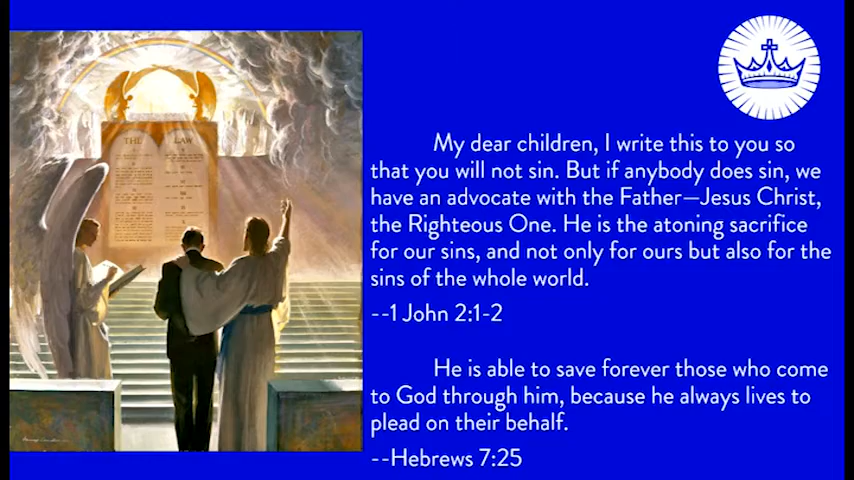 THE LAW
My dear children, I write this to you so
that you will not sin. But if anybody does sin, we
have an advocate with the Father—Jesus Christ,
the Righteous One. He is the atoning sacrifice
for our sins, and not only for ours but also for the
sins of the whole world.
--1 John 2:1-2
He is able to save forever those who come
to God through him, because he always lives to
plead on their behalf.
--Hebrews 7:25